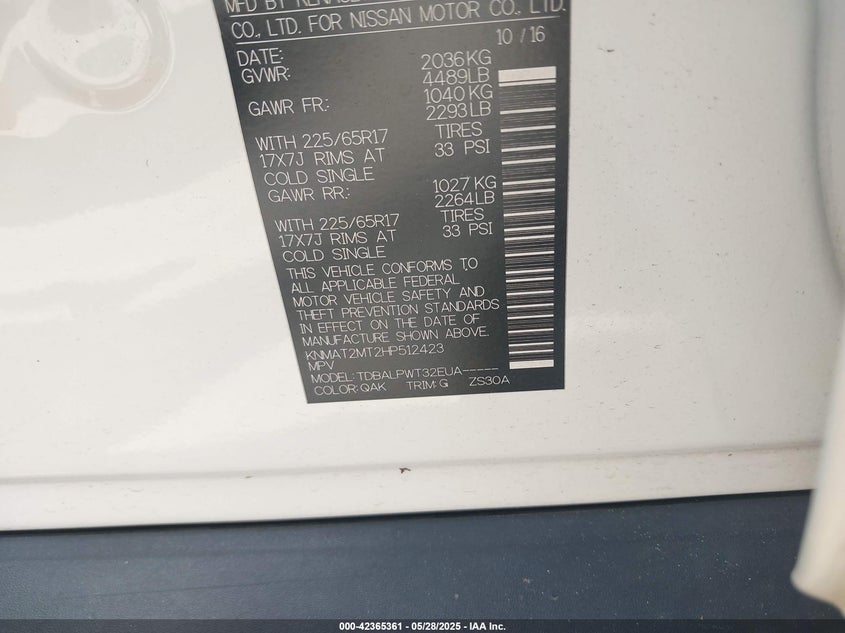 MFD BY RENAUL
CO., LTD. FOR NISSAN MOTOR CO., LTD.
DATE: 10 / 16
GVWR: 2036KG
4489LB
GAWR FR.: 1040 KG
2293 LB
WITH 225/65R17 TIRES
17X7J RIMS AT 33 PSI
COLD SINGLE
GAWR RR.: 1027 KG
2264 LB
WITH 225/65R17 TIRES
17X7J RIMS AT 33 PSI
COLD SINGLE
THIS VEHICLE CONFORMS TO
ALL APPLICABLE FEDERAL
MOTOR VEHICLE SAFETY AND
THEFT PREVENTION STANDARDS
IN EFFECT ON THE DATE OF
MANUFACTURE SHOWN ABOVE.
KNMAT2MT2HP512423
MPV
MODEL: TDBALPWT32EUA-----
COLOR: QAK TRIM: G ZS30A
000-42365361 - 05/28/2025 - IAA Inc.